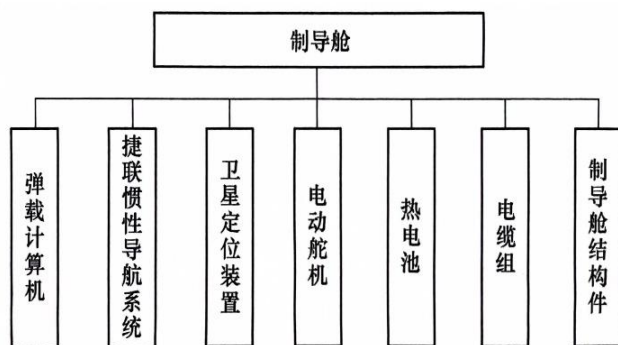 制导舱
弹载计算机
捷联惯性导航系统
卫星定位装置
电动舵机
热电池
电缆组
制导舱结构件